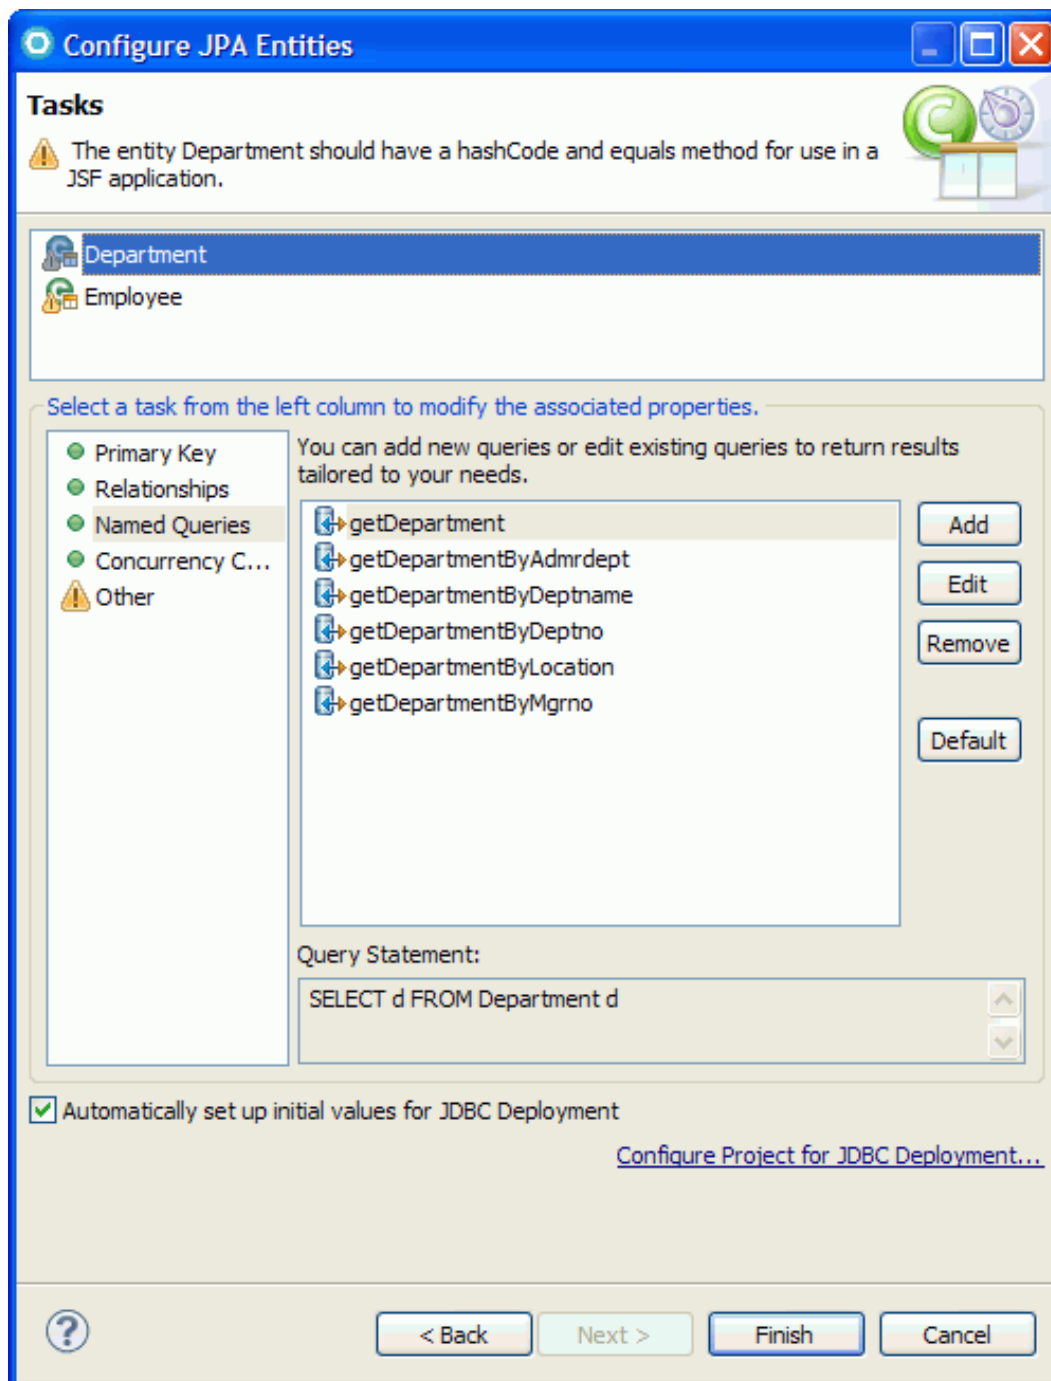 Configure JPA Entities
Tasks
The entity Department should have a hashCode and equals method for use in a
JSF application.
Department
Employee
Select a task from the left column to modify the associated properties.
Primary Key
Relationships
Named Queries
Concurrency C...
Other
You can add new queries or edit existing queries to return results
tailored to your needs.
getDepartment
getDepartmentByAdmrdept
getDepartmentByDeptname
getDepartmentByDeptno
getDepartmentByLocation
getDepartmentByMgrno
Add
Edit
Remove
Default
Query Statement:
SELECT d FROM Department d
Automatically set up initial values for JDBC Deployment
Configure Project for JDBC Deployment...
< Back
Next >
Finish
Cancel